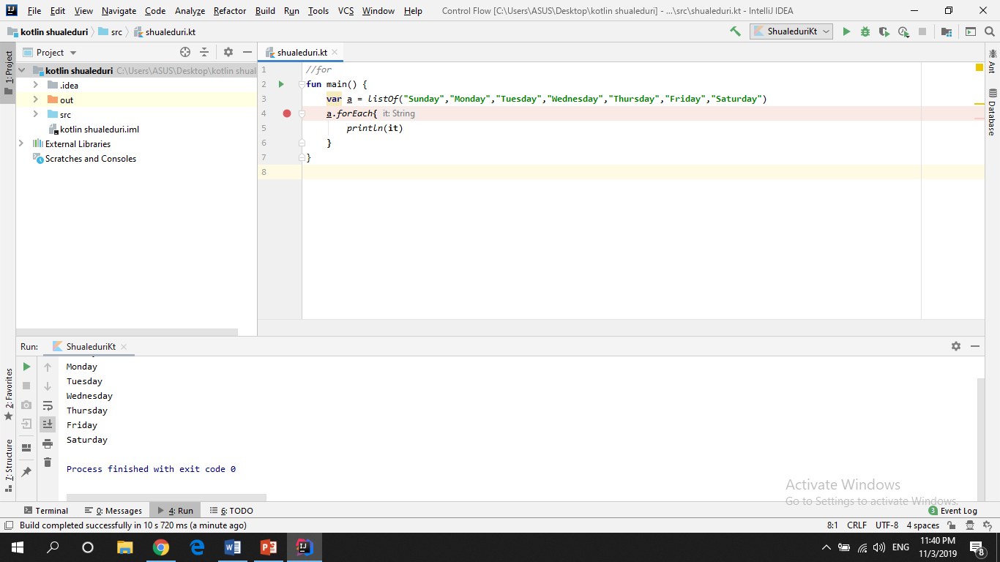 File Edit View Navigate Code Analyze Refactor Build Run Tools VCS Window Help Control Flow [C:\Users\ASUS\Desktop\kotlin shualeduri] - ...\src\shualeduri.kt - IntelliJ IDEA
kotlin shualeduri src shualeduri.kt ShualeduriKt
1: Project
Project
shualeduri.kt
kotlin shualeduri C:\Users\ASUS\Desktop\kotlin shual
.idea
out
src
kotlin shualeduri.iml
External Libraries
Scratches and Consoles
1 //for
2 fun main() {
3 var a = listOf("Sunday","Monday","Tuesday","Wednesday","Thursday","Friday","Saturday")
4 a.forEach{ it: String
5 println(it)
6 }
7 }
8
Ant
Database
Run: ShualeduriKt
Monday
Tuesday
Wednesday
Thursday
Friday
Saturday
Process finished with exit code 0
2: Favorites
7: Structure
Activate Windows
Go to Settings to activate Windows.
Terminal 0: Messages 4: Run 6: TODO 3 Event Log
Build completed successfully in 10 s 720 ms (a minute ago) 8:1 CRLF UTF-8 4 spaces
ENG 11:40 PM
11/3/2019 8